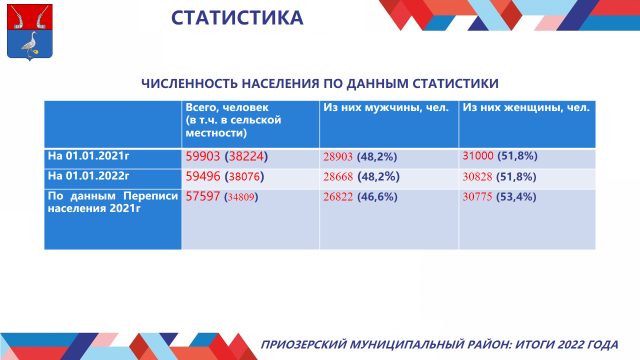 СТАТИСТИКА
ЧИСЛЕННОСТЬ НАСЕЛЕНИЯ ПО ДАННЫМ СТАТИСТИКИ
Всего, человек
(в т.ч. в сельской
местности)
Из них мужчины, чел.
Из них женщины, чел.
На 01.01.2021г
59903 (38224)
28903 (48,2%)
31000 (51,8%)
На 01.01.2022г
59496 (38076)
28668 (48,2%)
30828 (51,8%)
По данным Переписи
населения 2021г
57597 (34809)
26822 (46,6%)
30775 (53,4%)
ПРИОЗЕРСКИЙ МУНИЦИПАЛЬНЫЙ РАЙОН: ИТОГИ 2022 ГОДА